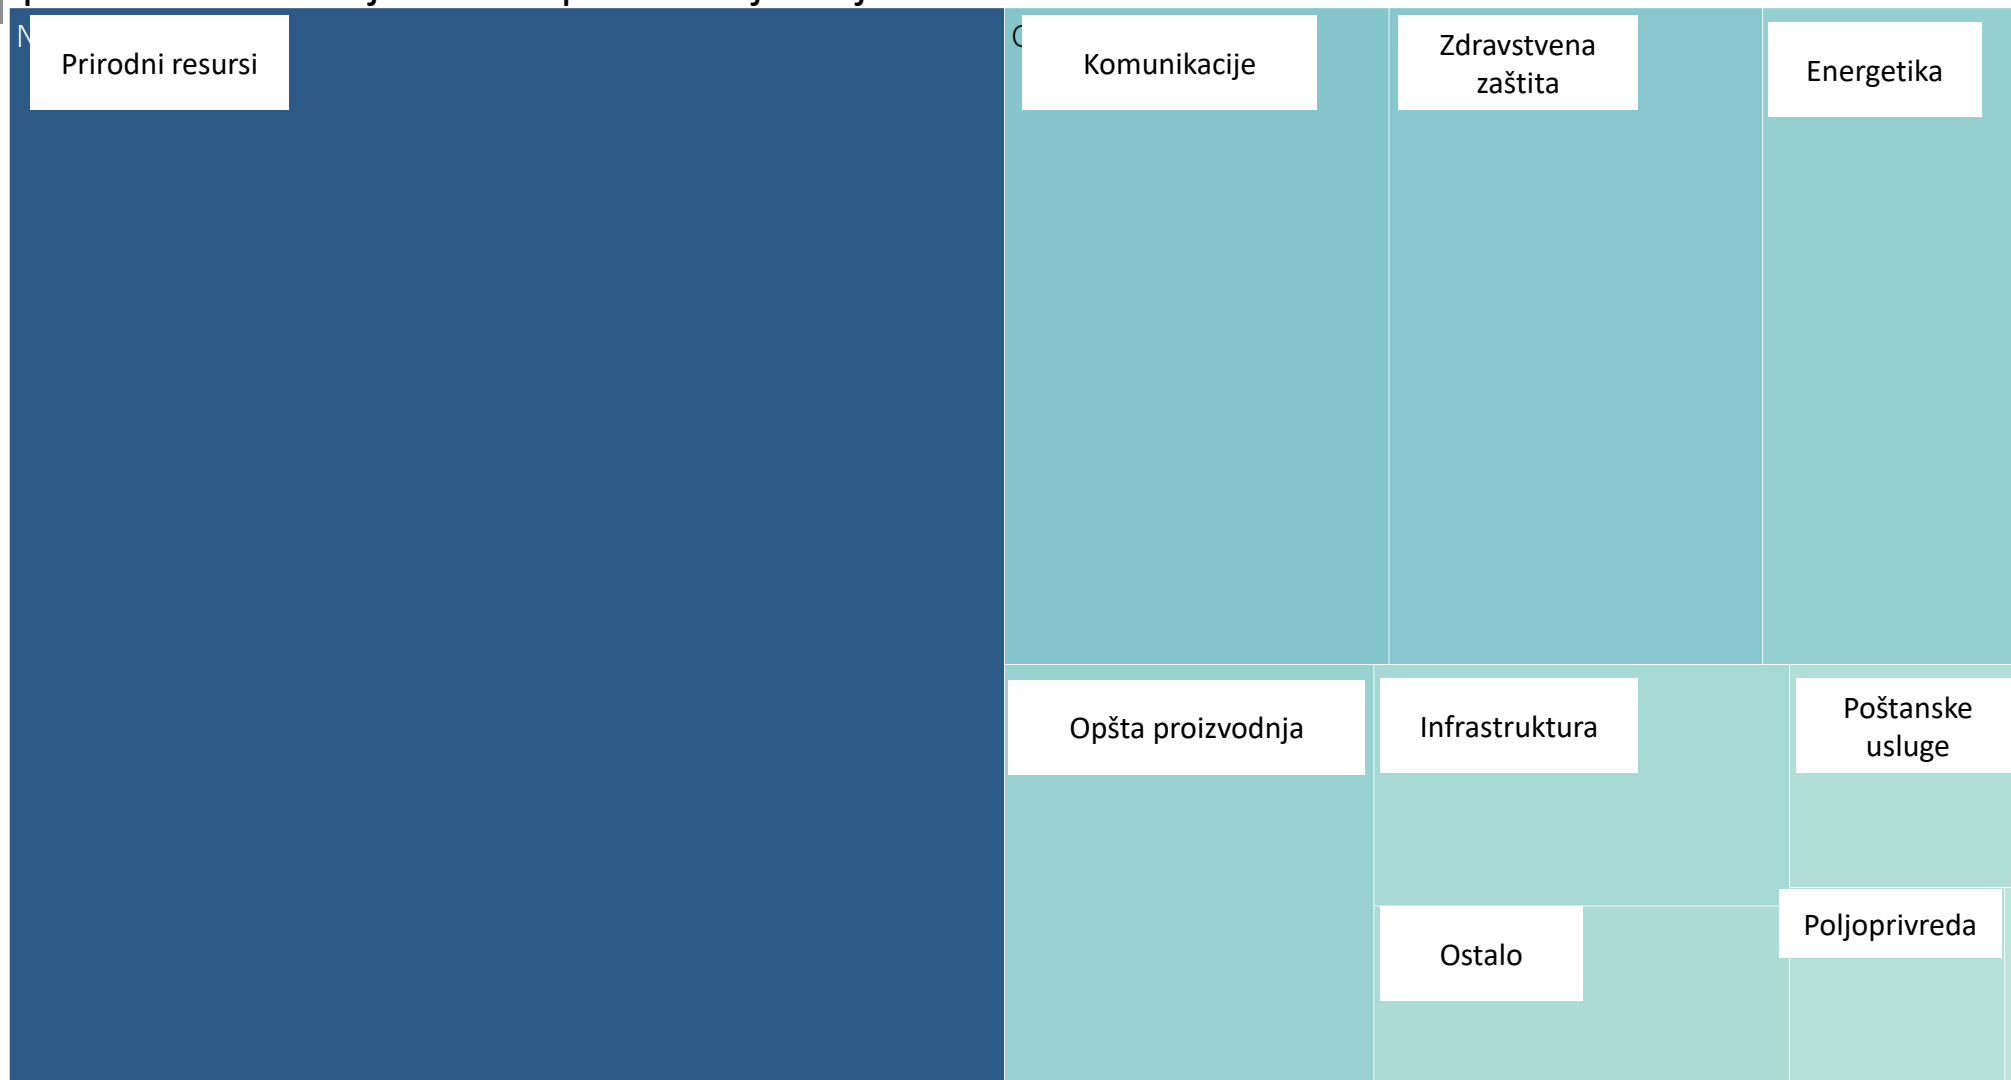 Prirodni resursi
Komunikacije
Zdravstvena
zaštita
Energetika
Opšta proizvodnja
Infrastruktura
Poštanske
usluge
Ostalo
Poljoprivreda